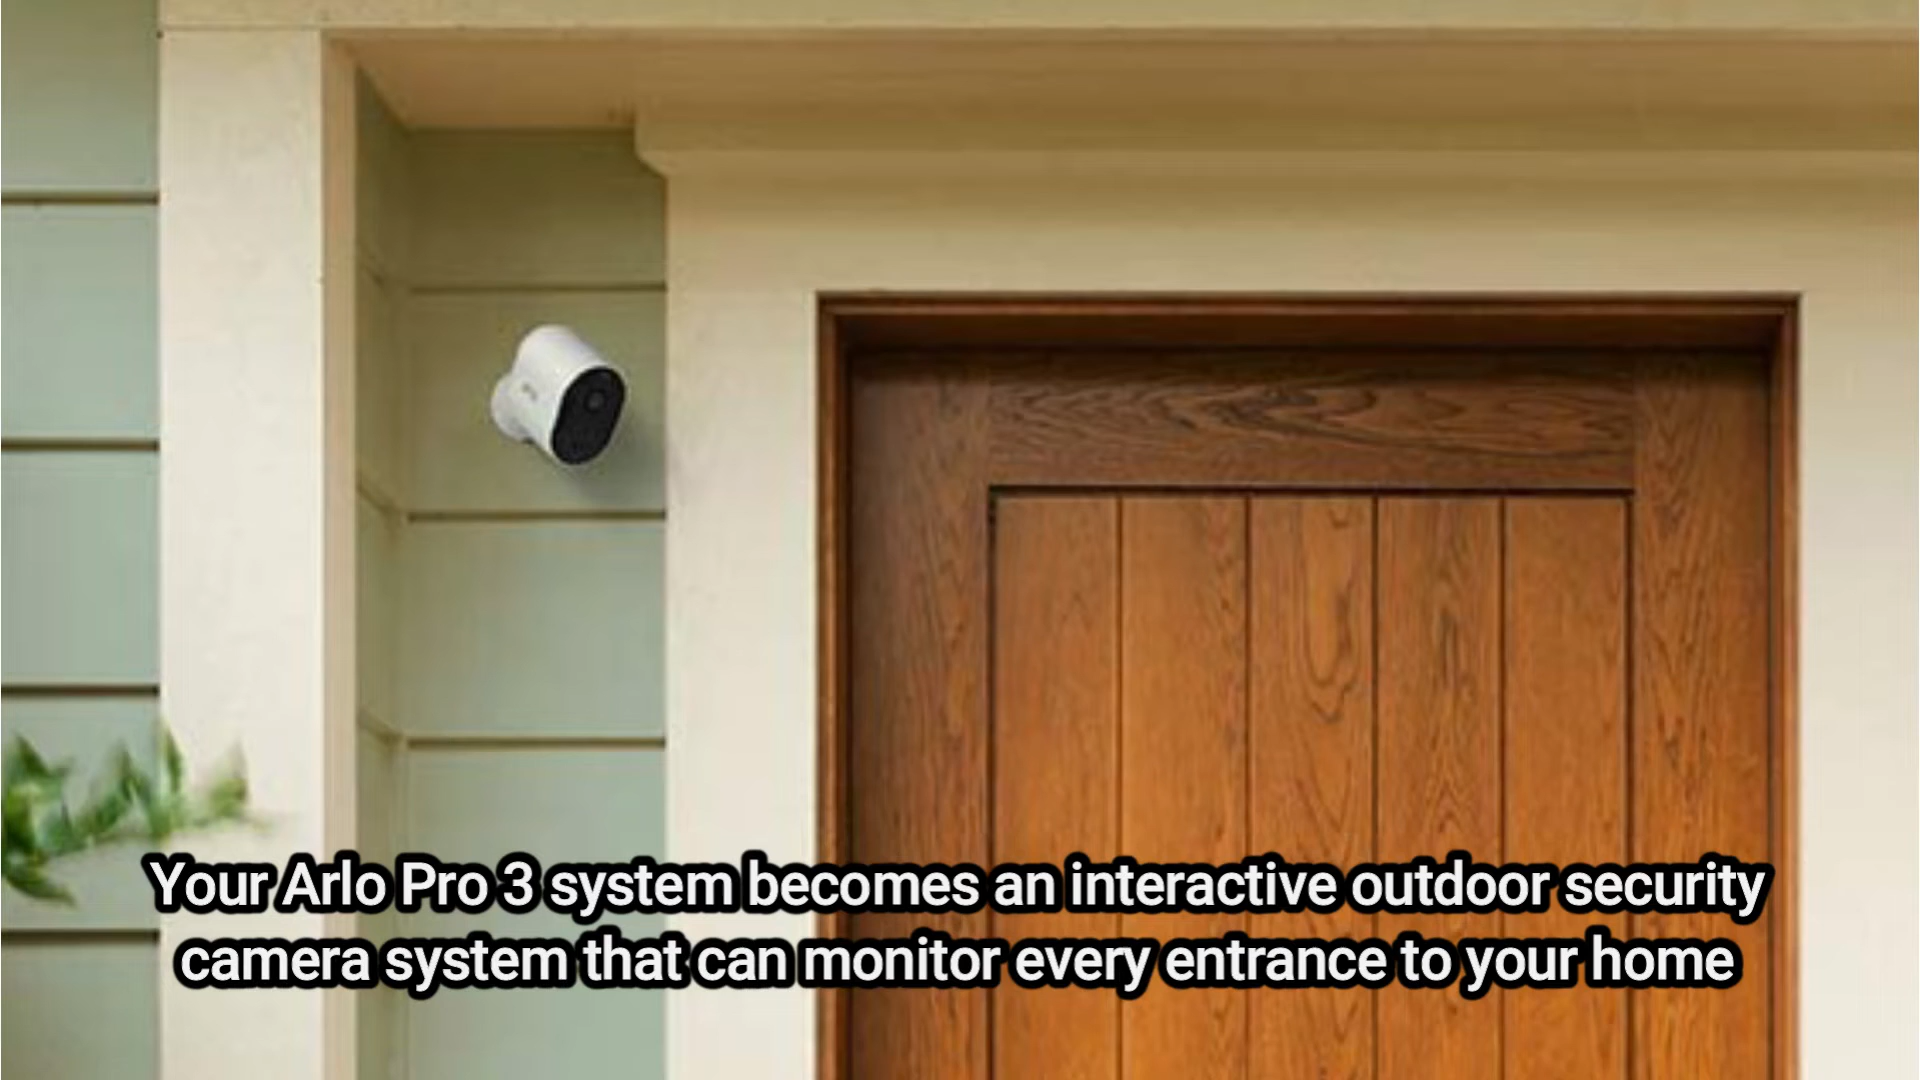 Your Arlo Pro 3 system becomes an interactive outdoor security
camera system that can monitor every entrance to your home